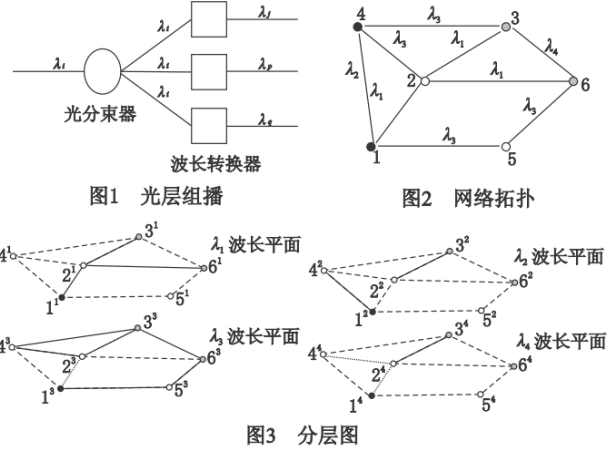 λᵢ λᵢ λⱼ
λᵢ λₚ
λᵢ λq
光分束器
波长转换器
图1 光层组播
4 λ₃ 3
λ₃ λ₁ λ₄
λ₂ 2 λ₁ 6
λ₁ λ₃
1 λ₃ 5
图2 网络拓扑
4¹ 3¹ λ₁ 波长平面
2¹ 6¹
1¹ 5¹
4² 3² λ₂ 波长平面
2² 6²
1² 5²
4³ 3³ λ₃ 波长平面
2³ 6³
1³ 5³
4⁴ 3⁴ λ₄ 波长平面
2⁴ 6⁴
1⁴ 5⁴
图3 分层图